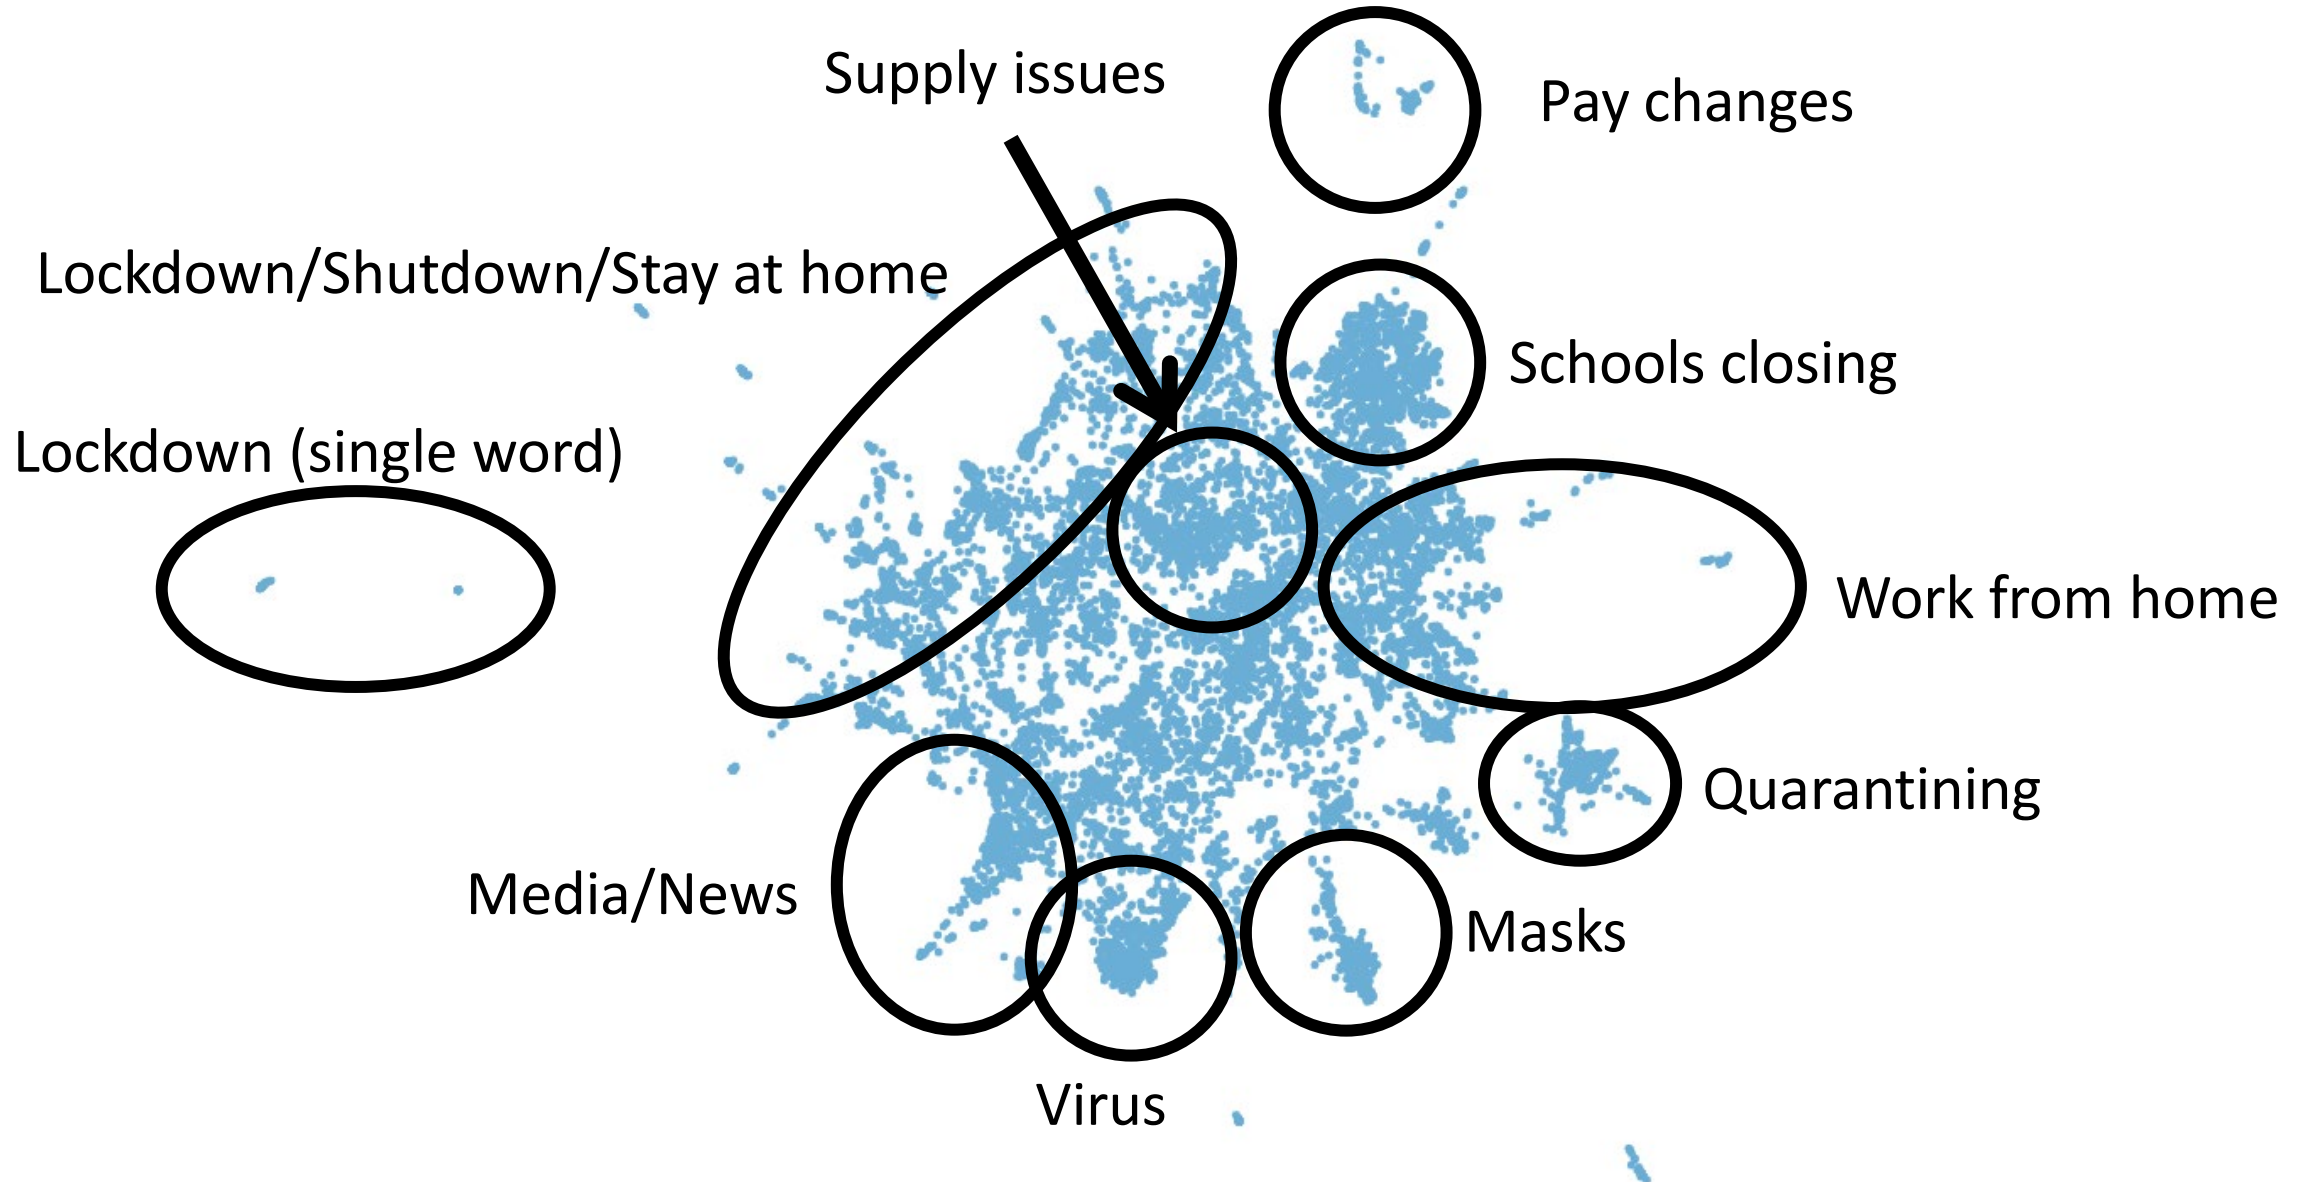 Supply issues
Pay changes
Lockdown/Shutdown/Stay at home
Schools closing
Lockdown (single word)
Work from home
Quarantining
Media/News
Masks
Virus